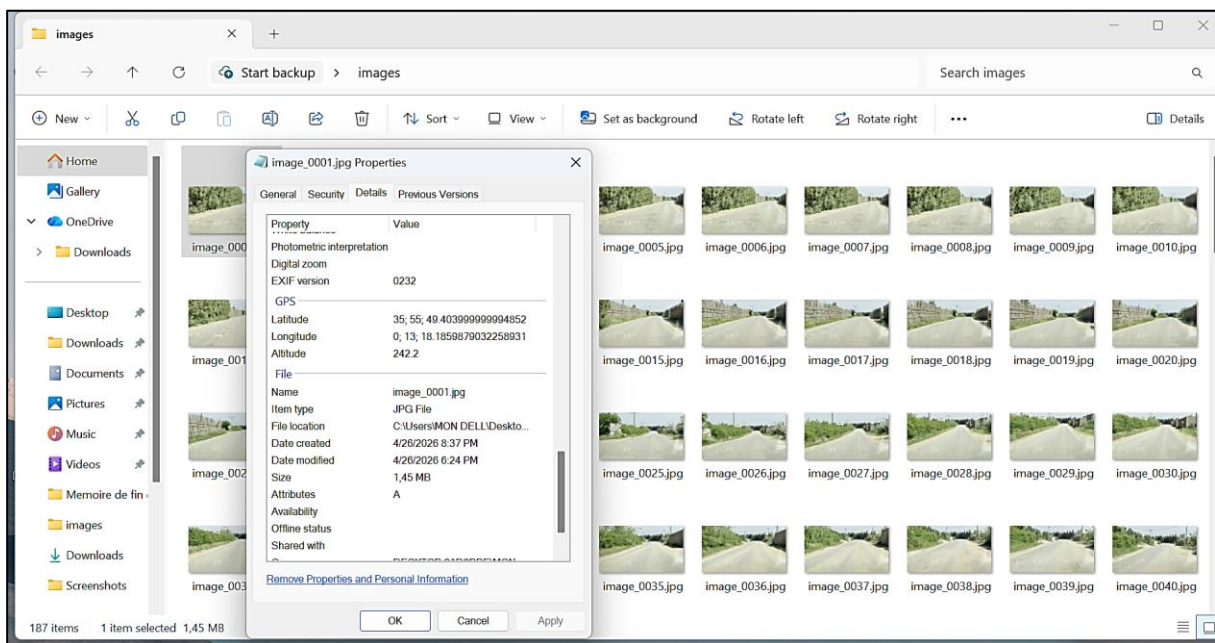 images
Start backup > images
Search images
New
Sort
View
Set as background
Rotate left
Rotate right
Details
Home
Gallery
OneDrive
Downloads
Desktop
Downloads
Documents
Pictures
Music
Videos
Memoire de fin
images
Downloads
Screenshots
image_0001.jpg Properties
General Security Details Previous Versions
Property Value
Photometric interpretation
Digital zoom
EXIF version 0232
GPS
Latitude 35; 55; 49.403999999994852
Longitude 0; 13; 18.1859879032258931
Altitude 242.2
File
Name image_0001.jpg
Item type JPG File
File location C:\Users\MON DELL\Deskto...
Date created 4/26/2026 8:37 PM
Date modified 4/26/2026 6:24 PM
Size 1,45 MB
Attributes A
Availability
Offline status
Shared with
Remove Properties and Personal Information
OK Cancel Apply
image_000
image_0005.jpg image_0006.jpg image_0007.jpg image_0008.jpg image_0009.jpg image_0010.jpg
image_001
image_0015.jpg image_0016.jpg image_0017.jpg image_0018.jpg image_0019.jpg image_0020.jpg
image_002
image_0025.jpg image_0026.jpg image_0027.jpg image_0028.jpg image_0029.jpg image_0030.jpg
image_003
image_0035.jpg image_0036.jpg image_0037.jpg image_0038.jpg image_0039.jpg image_0040.jpg
187 items 1 item selected 1,45 MB